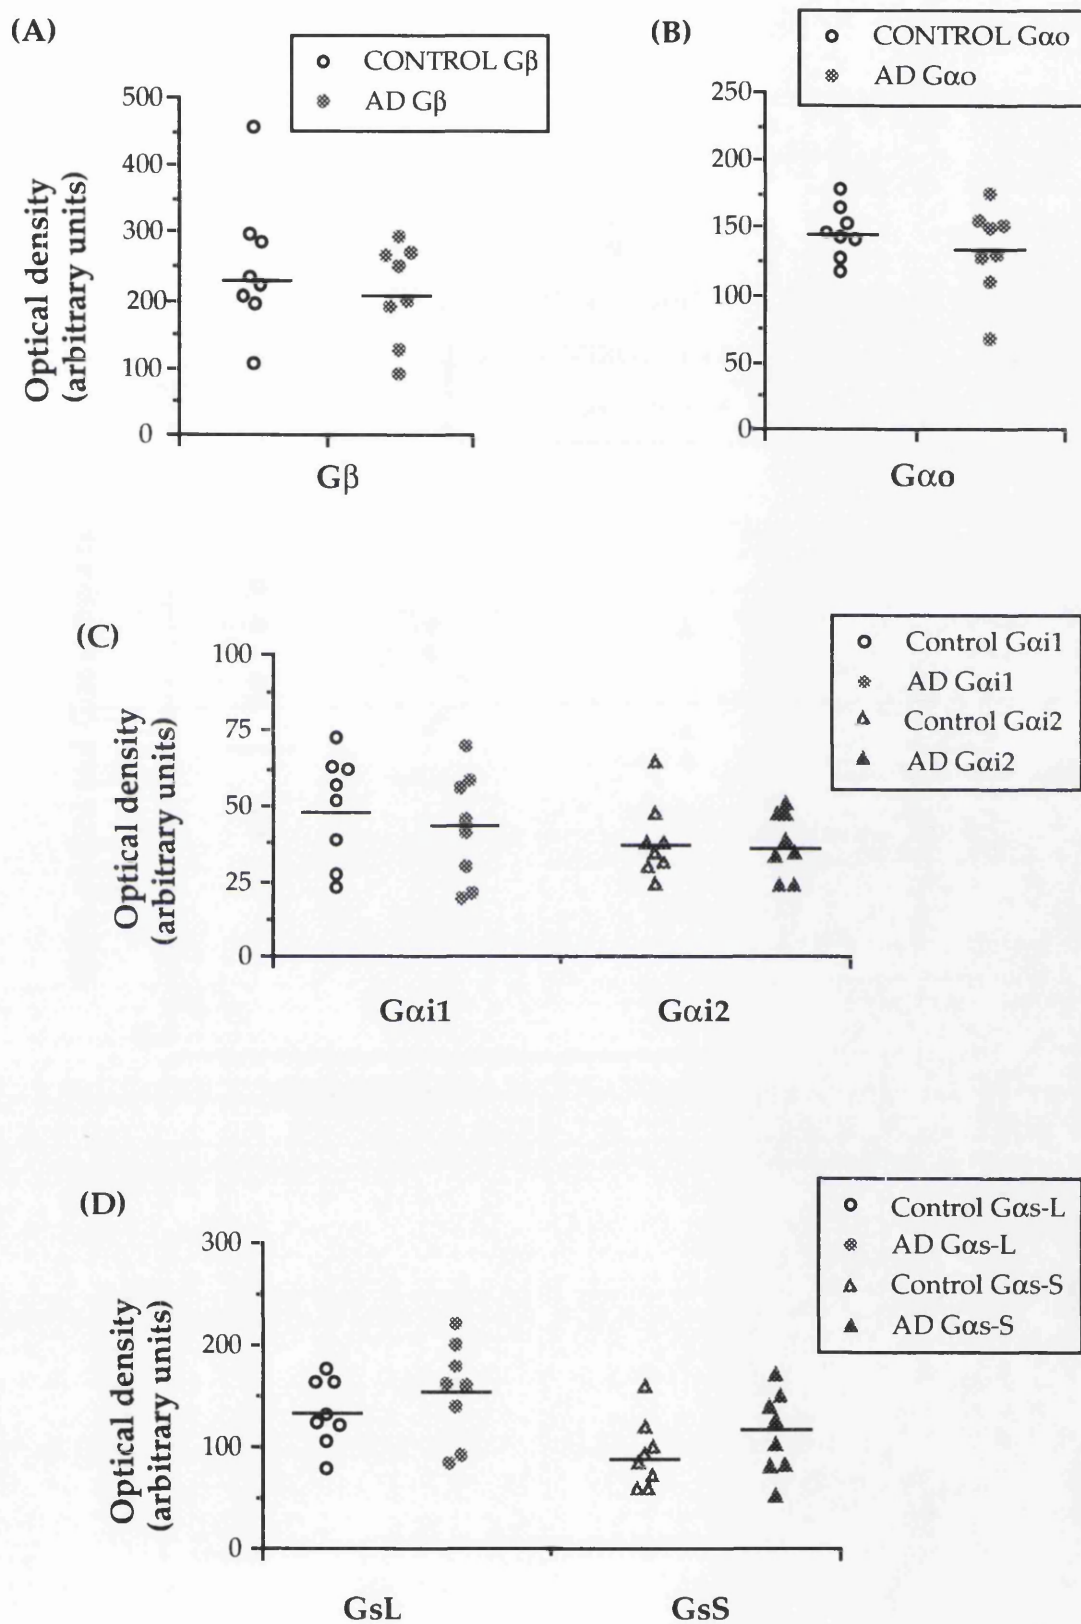 (A)
CONTROL Gβ
AD Gβ
500
400
300
200
100
0
Optical density
(arbitrary units)
Gβ
(B)
CONTROL Gαo
AD Gαo
250
200
150
100
50
0
Gαo
(C)
Control Gαi1
AD Gαi1
Control Gαi2
AD Gαi2
100
75
50
25
0
Optical density
(arbitrary units)
Gαi1
Gαi2
(D)
Control Gαs-L
AD Gαs-L
Control Gαs-S
AD Gαs-S
300
200
100
0
Optical density
(arbitrary units)
GsL
GsS